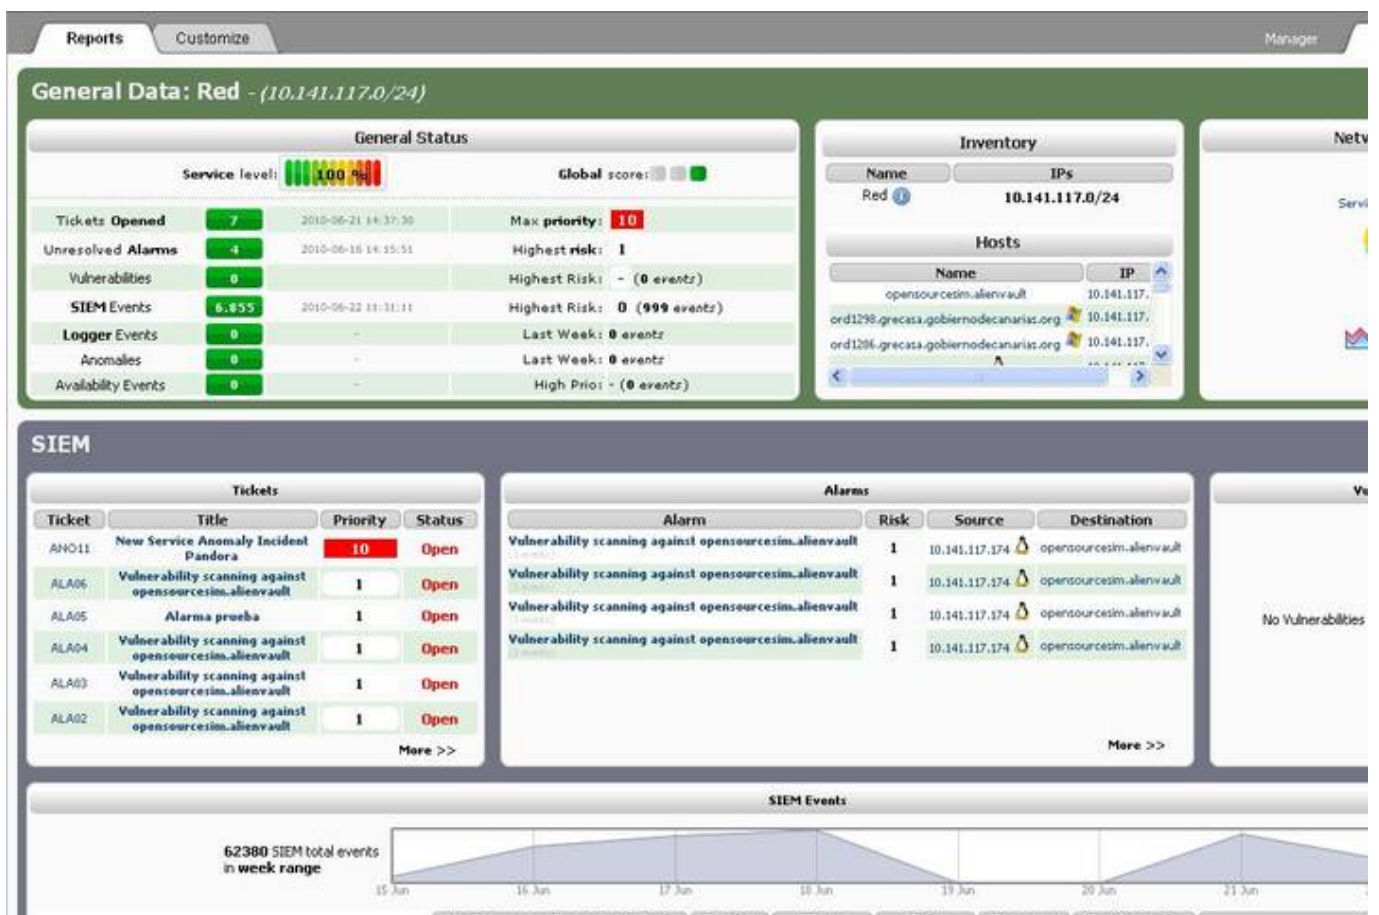 Reports Customize Manager
General Data: Red - (10.141.117.0/24)
General Status
Service level: 100 % Global score:
Tickets Opened 7 2010-06-21 14:37:30 Max priority: 10
Unresolved Alarms 4 2010-06-16 14:15:51 Highest risk: 1
Vulnerabilities 0 Highest Risk: - (0 events)
SIEM Events 6.855 2010-06-22 11:31:11 Highest Risk: 0 (999 events)
Logger Events 0 - Last Week: 0 events
Anomalies 0 - Last Week: 0 events
Availability Events 0 - High Prio: - (0 events)
Inventory
Name IPs
Red 10.141.117.0/24
Hosts
Name IP
opensourcesim.alienvault 10.141.117.
ord1298.grecasa.gobiernodecanarias.org 10.141.117.
ord1286.grecasa.gobiernodecanarias.org 10.141.117.
Netw
Servi
SIEM
Tickets
Ticket Title Priority Status
ANO11 New Service Anomaly Incident Pandora 10 Open
ALA06 Vulnerability scanning against opensourcesim.alienvault 1 Open
ALA05 Alarma prueba 1 Open
ALA04 Vulnerability scanning against opensourcesim.alienvault 1 Open
ALA03 Vulnerability scanning against opensourcesim.alienvault 1 Open
ALA02 Vulnerability scanning against opensourcesim.alienvault 1 Open
More >>
Alarms
Alarm Risk Source Destination
Vulnerability scanning against opensourcesim.alienvault 1 10.141.117.174 opensourcesim.alienvault
Vulnerability scanning against opensourcesim.alienvault 1 10.141.117.174 opensourcesim.alienvault
Vulnerability scanning against opensourcesim.alienvault 1 10.141.117.174 opensourcesim.alienvault
Vulnerability scanning against opensourcesim.alienvault 1 10.141.117.174 opensourcesim.alienvault
More >>
Vu
No Vulnerabilities
SIEM Events
62380 SIEM total events
in week range
15 Jun 16 Jun 17 Jun 18 Jun 19 Jun 20 Jun 21 Jun